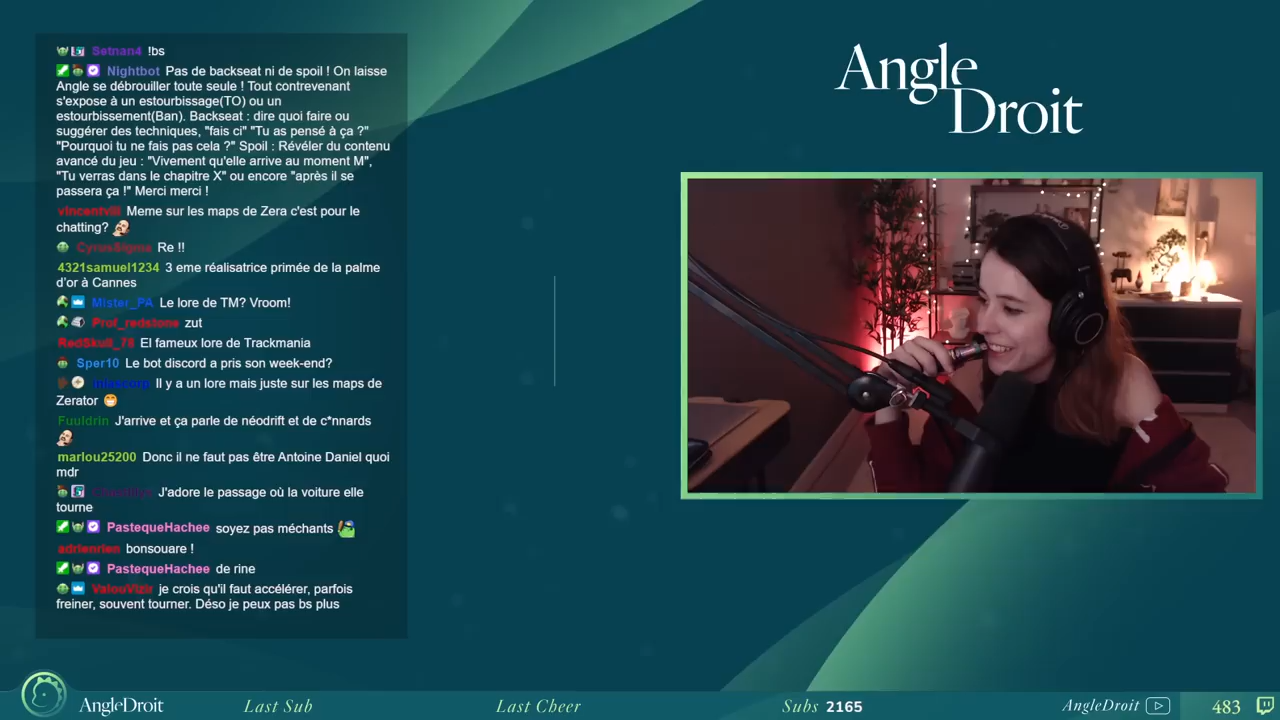 Setnan4 !bs
Nightbot Pas de backseat ni de spoil ! On laisse
Angle se débrouiller toute seule ! Tout contrevenant
s'expose à un estourbissage(TO) ou un
estourbissement(Ban). Backseat : dire quoi faire ou
suggérer des techniques, "fais ci" "Tu as pensé à ça ?"
"Pourquoi tu ne fais pas cela ?" Spoil : Révéler du contenu
avancé du jeu : "Vivement qu'elle arrive au moment M",
"Tu verras dans le chapitre X" ou encore "après il se
passera ça !" Merci merci !
Meme sur les maps de Zera c'est pour le
chatting?
CyrusSigma Re !!
4321samuel1234 3 eme réalisatrice primée de la palme
d'or à Cannes
Mister_PA Le lore de TM? Vroom!
Prof_redstone zut
RedSkull_78 El fameux lore de Trackmania
Sper10 Le bot discord a pris son week-end?
Il y a un lore mais juste sur les maps de
Zerator
Fuuldrin J'arrive et ça parle de néodrift et de c*nnards
marlou25200 Donc il ne faut pas être Antoine Daniel quoi
mdr
J'adore le passage où la voiture elle
tourne
PastequeHachee soyez pas méchants
adrienrien bonsouare !
PastequeHachee de rine
ValouVizir je crois qu'il faut accélérer, parfois
freiner, souvent tourner. Déso je peux pas bs plus
Angle
Droit
AngleDroit
Last Sub
Last Cheer
Subs 2165
AngleDroit
483